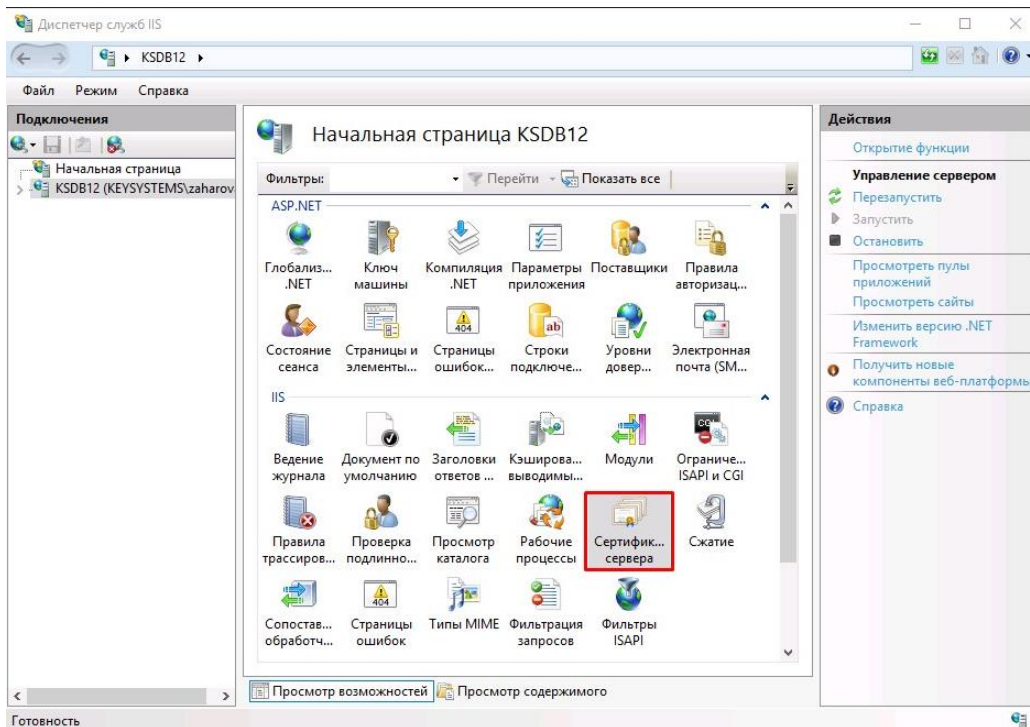 Диспетчер служб IIS
KSDB12
Файл Режим Справка
Подключения
Начальная страница
KSDB12 (KEYSYSTEMS\zaharov
Начальная страница KSDB12
Фильтры: Перейти Показать все
ASP.NET
Глобализ... Ключ Компиляция Параметры Поставщики Правила
.NET машины .NET приложения авторизац...
404 ab
Состояние Страницы и Страницы Строки Уровни Электронная
сеанса элементы... ошибок... подключе... довер... почта (SM...
IIS
Ведение Документ по Заголовки Кэширова... Модули Ограниче...
журнала умолчанию ответов ... выводимы... ISAPI и CGI
Правила Проверка Просмотр Рабочие Сертифик... Сжатие
трассиров... подлинно... каталога процессы сервера
404
Сопостав... Страницы Типы MIME Фильтрация Фильтры
обработч... ошибок запросов ISAPI
Просмотр возможностей Просмотр содержимого
Действия
Открытие функции
Управление сервером
Перезапустить
Запустить
Остановить
Просмотреть пулы
приложений
Просмотреть сайты
Изменить версию .NET
Framework
Получить новые
компоненты веб-платформы
Справка
Готовность